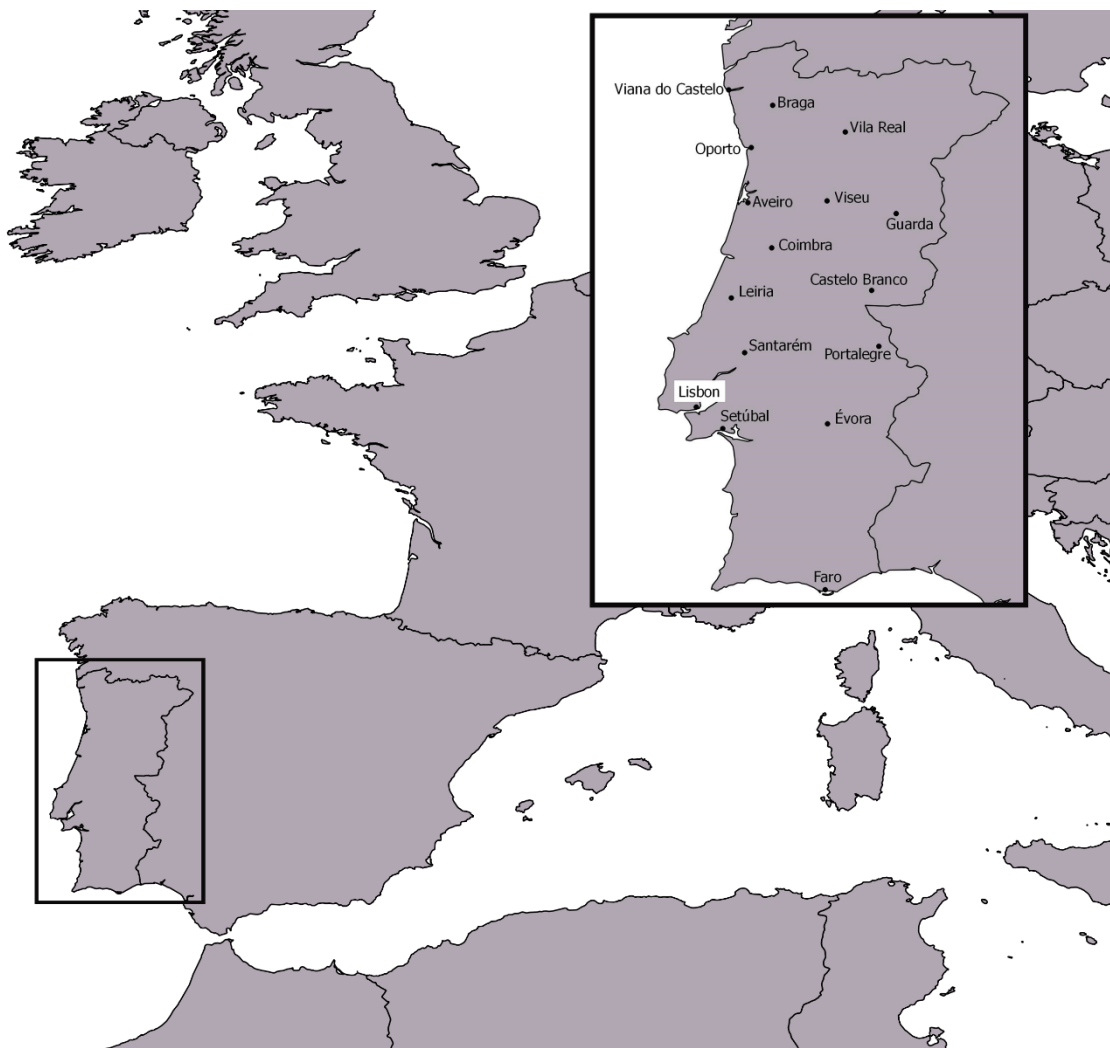 Viana do Castelo
Braga
Vila Real
Oporto
Aveiro
Viseu
Guarda
Coimbra
Castelo Branco
Leiria
Santarém
Portalegre
Lisbon
Setúbal
Évora
Faro